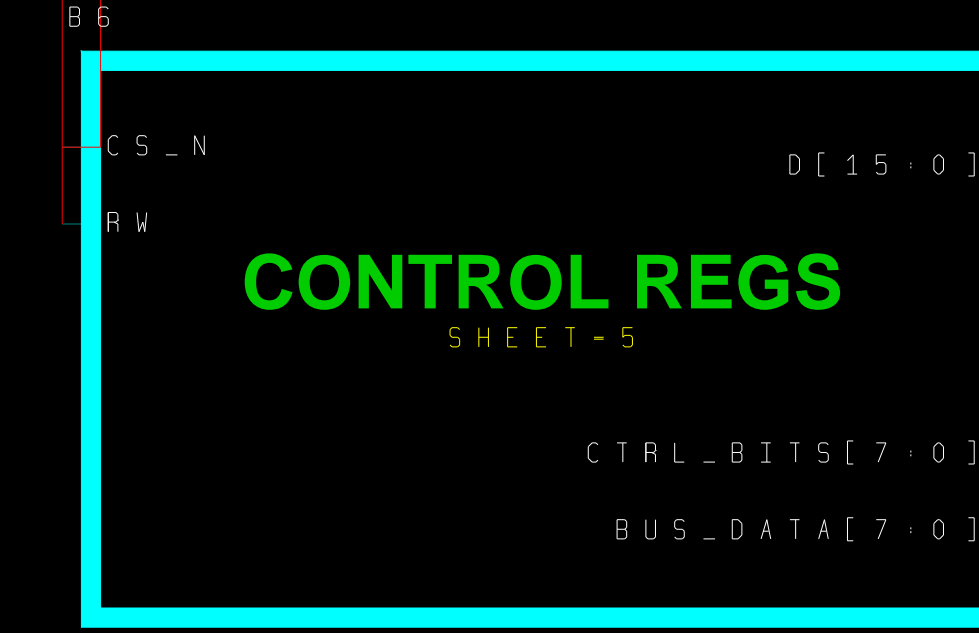 B6
CS_N
D[15:0]
RW
CONTROL REGS
SHEET=5
CTRL_BITS[7:0]
BUS_DATA[7:0]